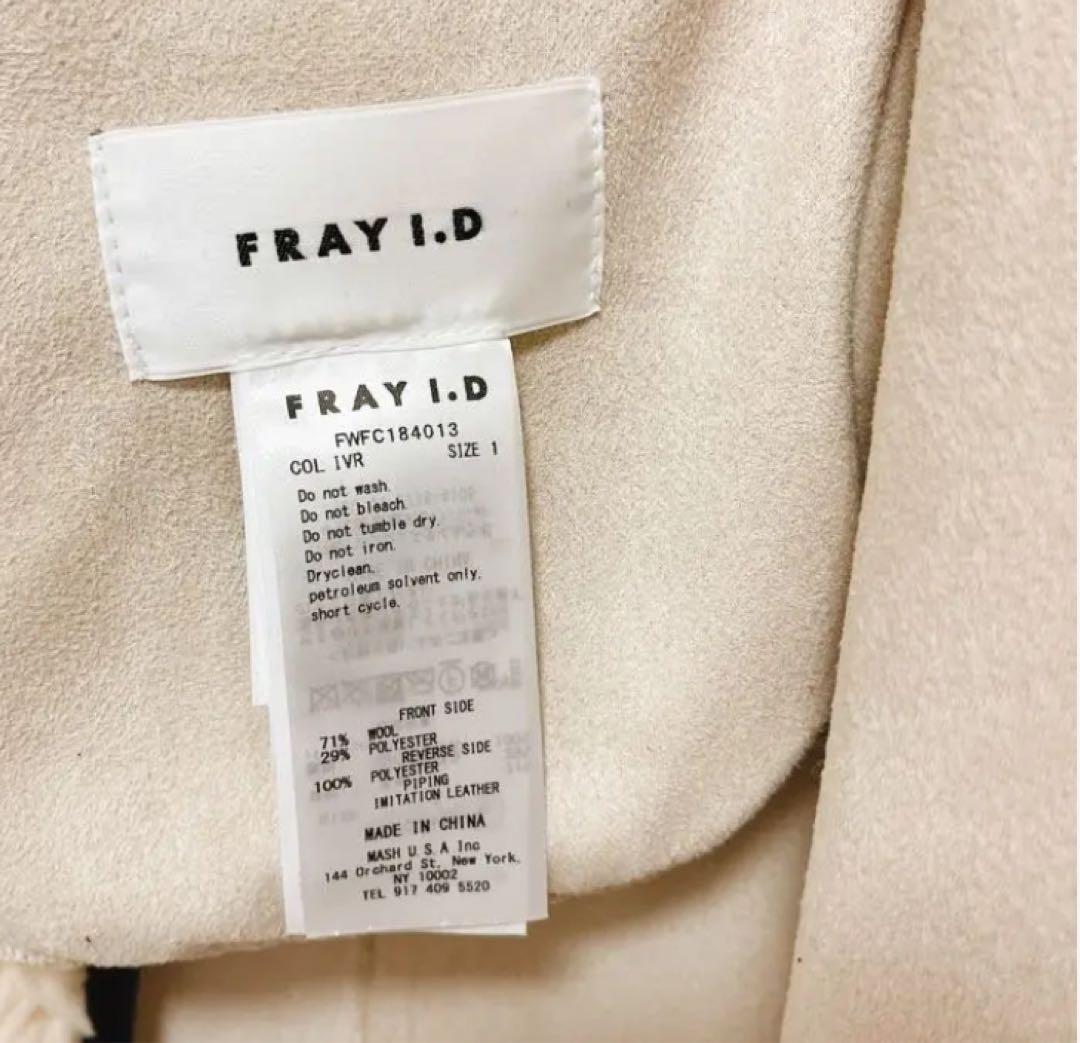 FRAY I.D
FRAY I.D
FWFC184013
COL IVR SIZE 1
Do not wash.
Do not bleach.
Do not tumble dry.
Do not iron.
Dryclean.
petroleum solvent only.
short cycle.
FRONT SIDE
71% WOOL
29% POLYESTER
REVERSE SIDE
100% POLYESTER
PIPING
IMITATION LEATHER
MADE IN CHINA
MASH U.S.A Inc
144 Orchard St, New York,
NY 10002
TEL 917 409 5520